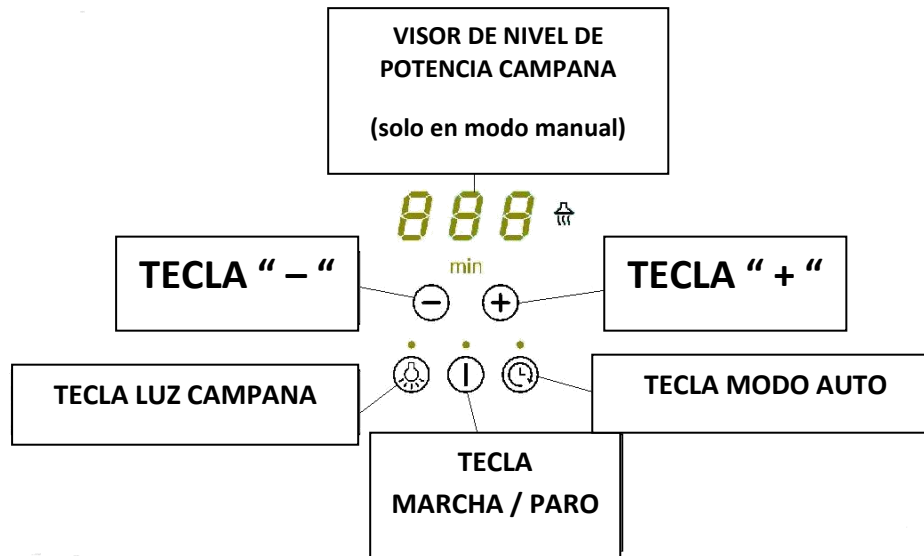 VISOR DE NIVEL DE
POTENCIA CAMPANA
(solo en modo manual)
888
min
TECLA “ – “
TECLA “ + “
TECLA LUZ CAMPANA
TECLA MODO AUTO
TECLA
MARCHA / PARO